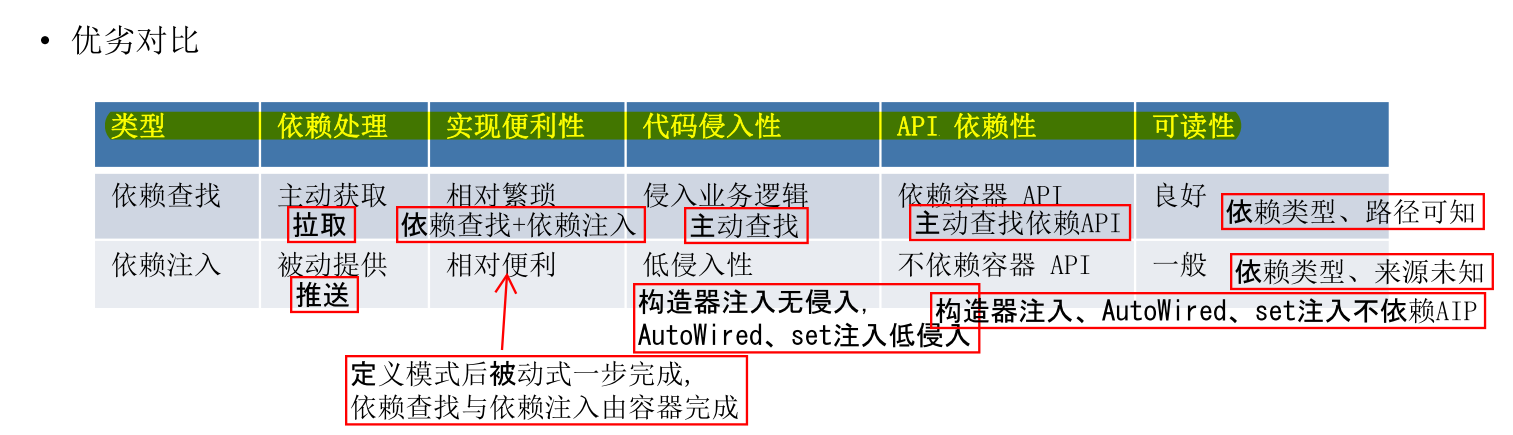 • 优劣对比
类型 依赖处理 实现便利性 代码侵入性 API 依赖性 可读性
依赖查找 主动获取 相对繁琐 侵入业务逻辑 依赖容器 API 良好
拉取 依赖查找+依赖注入 主动查找 主动查找依赖API 依赖类型、路径可知
依赖注入 被动提供 相对便利 低侵入性 不依赖容器 API 一般
依赖类型、来源未知
推送
构造器注入无侵入,
AutoWired、set注入低侵入
构造器注入、AutoWired、set注入不依赖AIP
定义模式后被动式一步完成,
依赖查找与依赖注入由容器完成